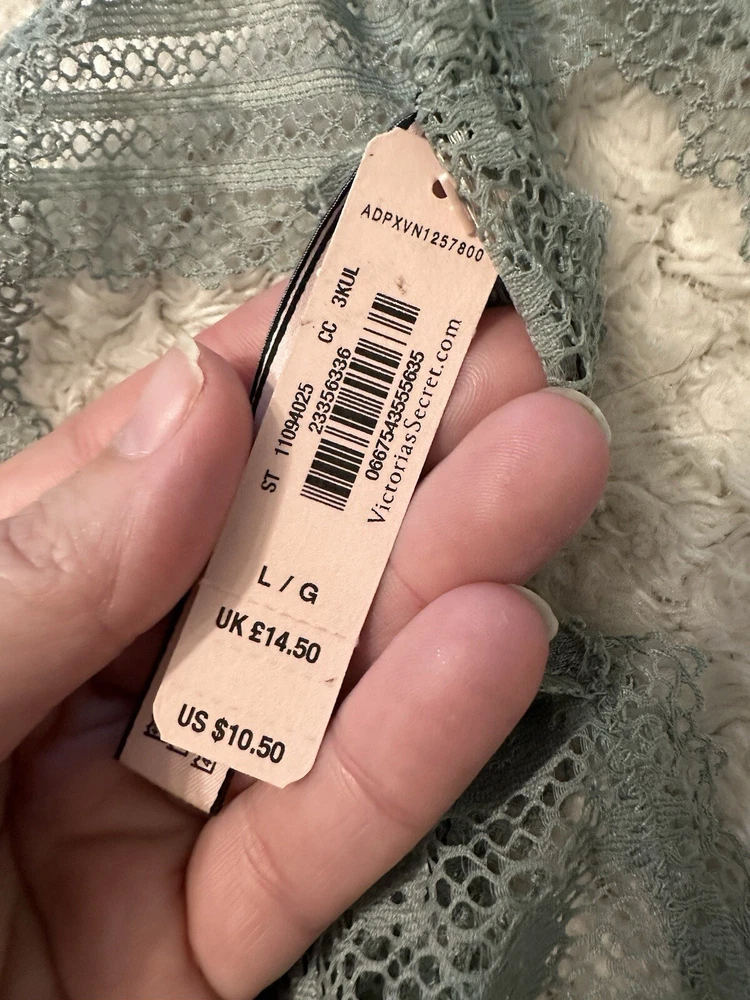 ADPXVN1257800
ST 11094025 CC 3KUL
23356336
0667543555635
VictoriasSecret.com
L / G
UK £14.50
US $10.50